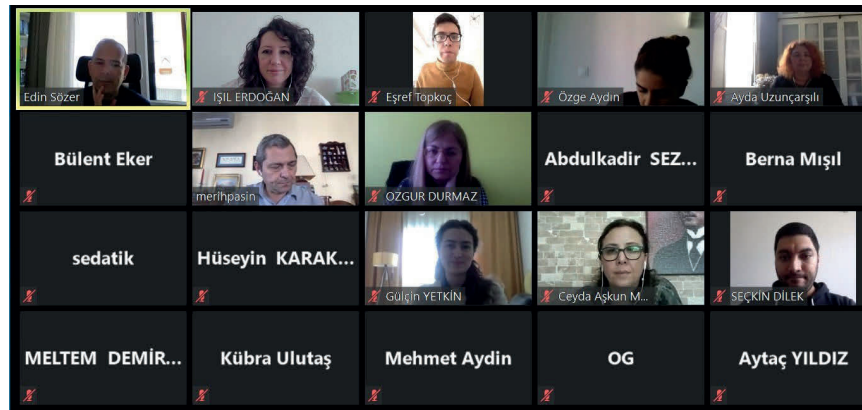 Edin Sözer
IŞIL ERDOĞAN
Eşref Topkoç
Özge Aydın
Ayda Uzunçarşılı
Bülent Eker
merihpasin
OZGUR DURMAZ
Abdulkadir SEZ...
Berna Mışıl
sedatik
Hüseyin KARAK...
Gülçin YETKİN
Ceyda Aşkun M...
SEÇKİN DİLEK
MELTEM DEMİR...
Kübra Ulutaş
Mehmet Aydin
OG
Aytaç YILDIZ